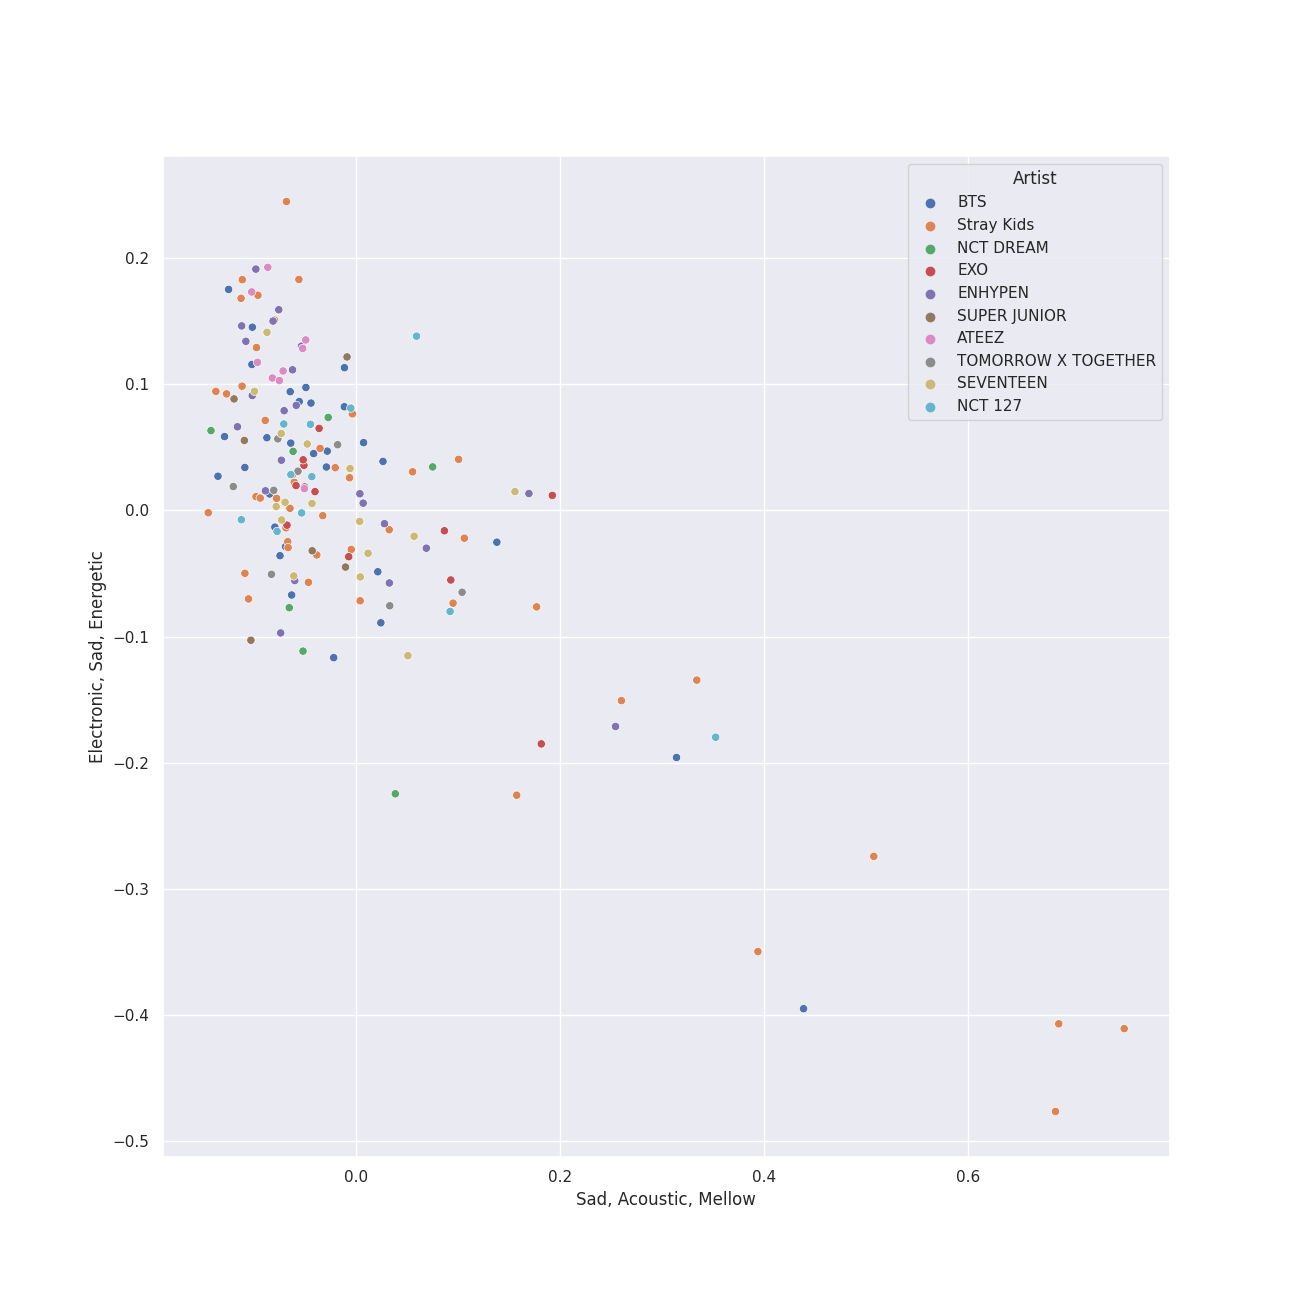 Artist
BTS
Stray Kids
NCT DREAM
EXO
ENHYPEN
SUPER JUNIOR
ATEEZ
TOMORROW X TOGETHER
SEVENTEEN
NCT 127
0.2
0.1
0.0
−0.1
−0.2
−0.3
−0.4
−0.5
Electronic, Sad, Energetic
0.0 0.2 0.4 0.6
Sad, Acoustic, Mellow